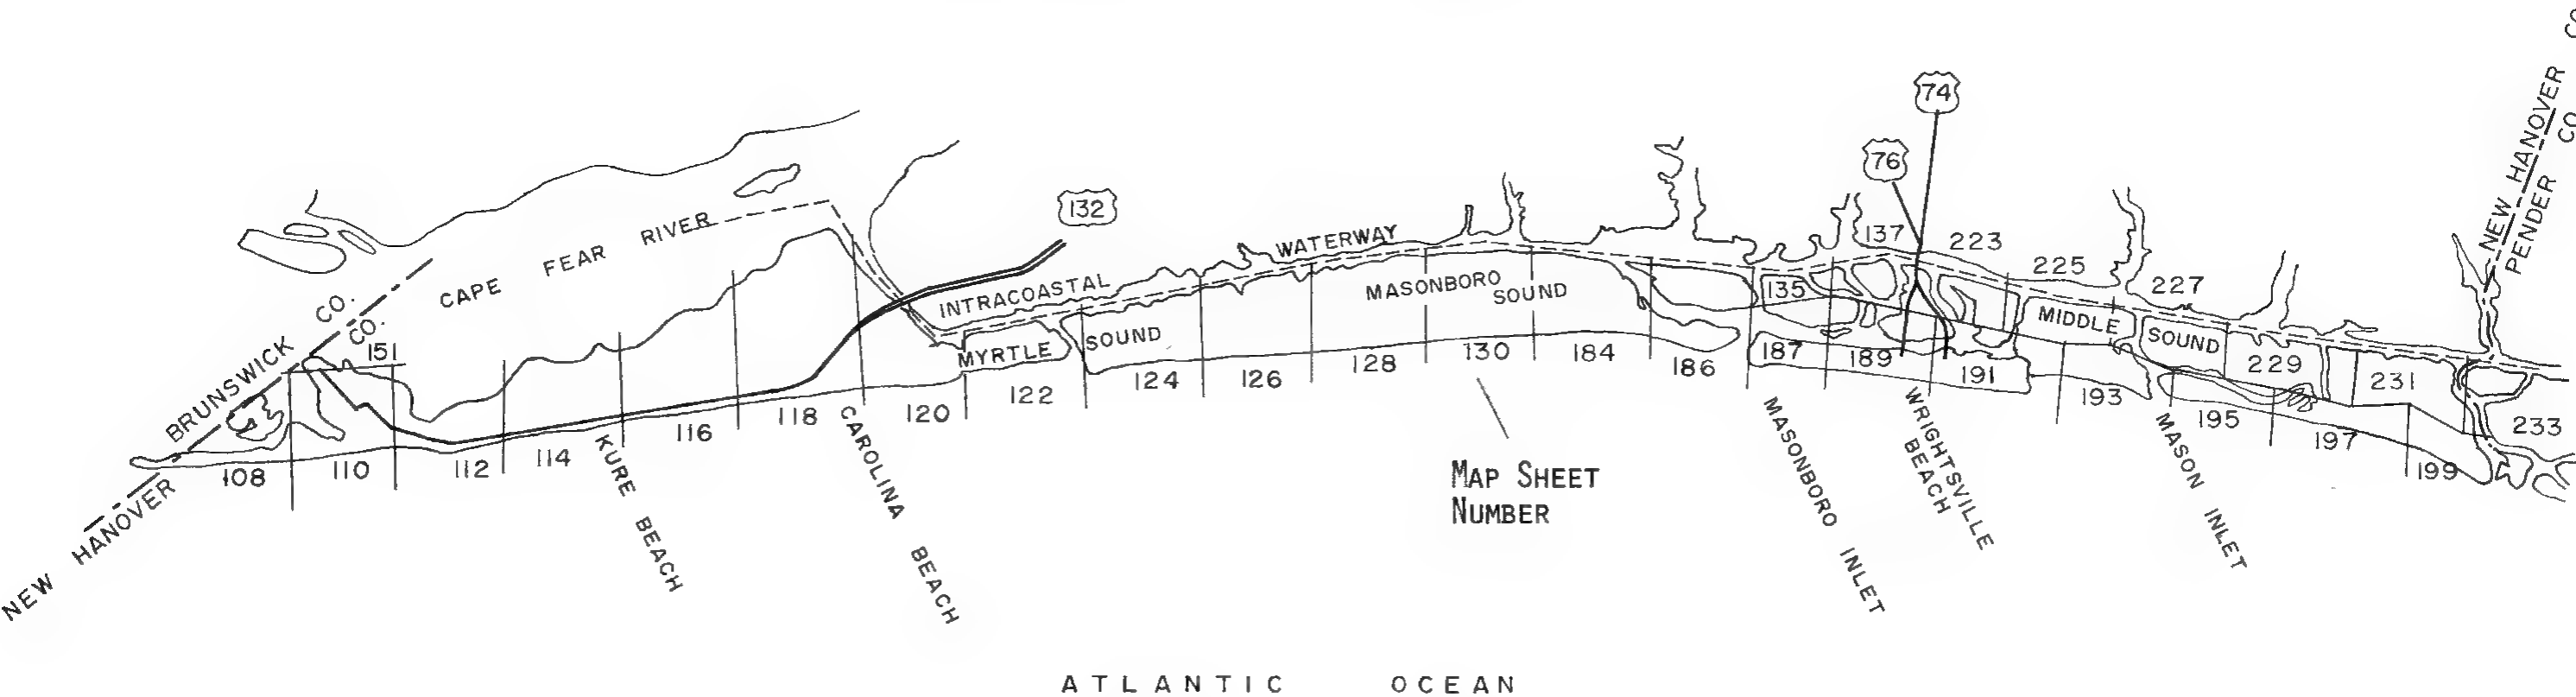 74
76
132
NEW HANOVER CO.
PENDER CO.
BRUNSWICK CO.
NEW HANOVER CO.
CAPE FEAR RIVER
INTRACOASTAL WATERWAY
MYRTLE SOUND
MASONBORO SOUND
MIDDLE SOUND
137
223
225
227
135
151
108
110
112
114
116
118
120
122
124
126
128
130
184
186
187
189
191
193
195
197
199
229
231
233
KURE BEACH
CAROLINA BEACH
MASONBORO INLET
WRIGHTSVILLE
BEACH
MASON INLET
MAP SHEET
NUMBER
ATLANTIC OCEAN